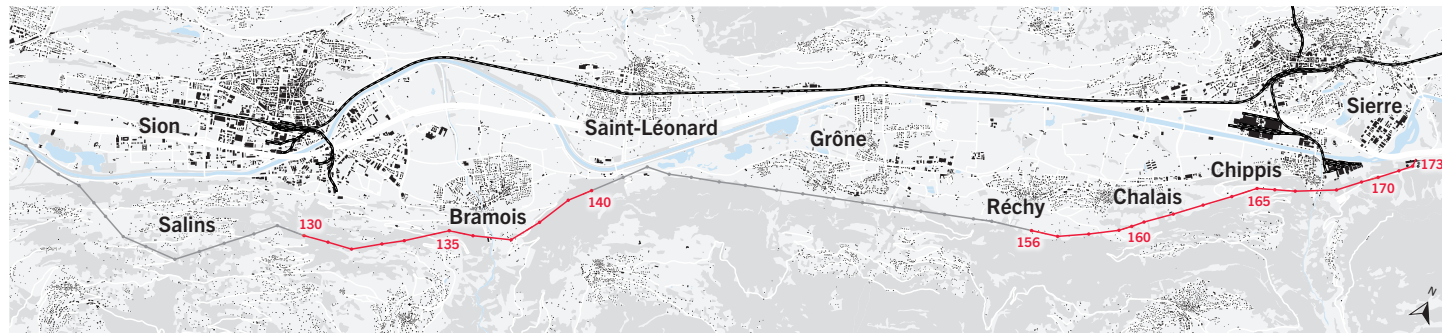 Sion
Saint-Léonard
Sierre
Grône
Chippis
173
170
Chalais
165
140
Réchy
Bramois
Salins
130
135
156
160
N